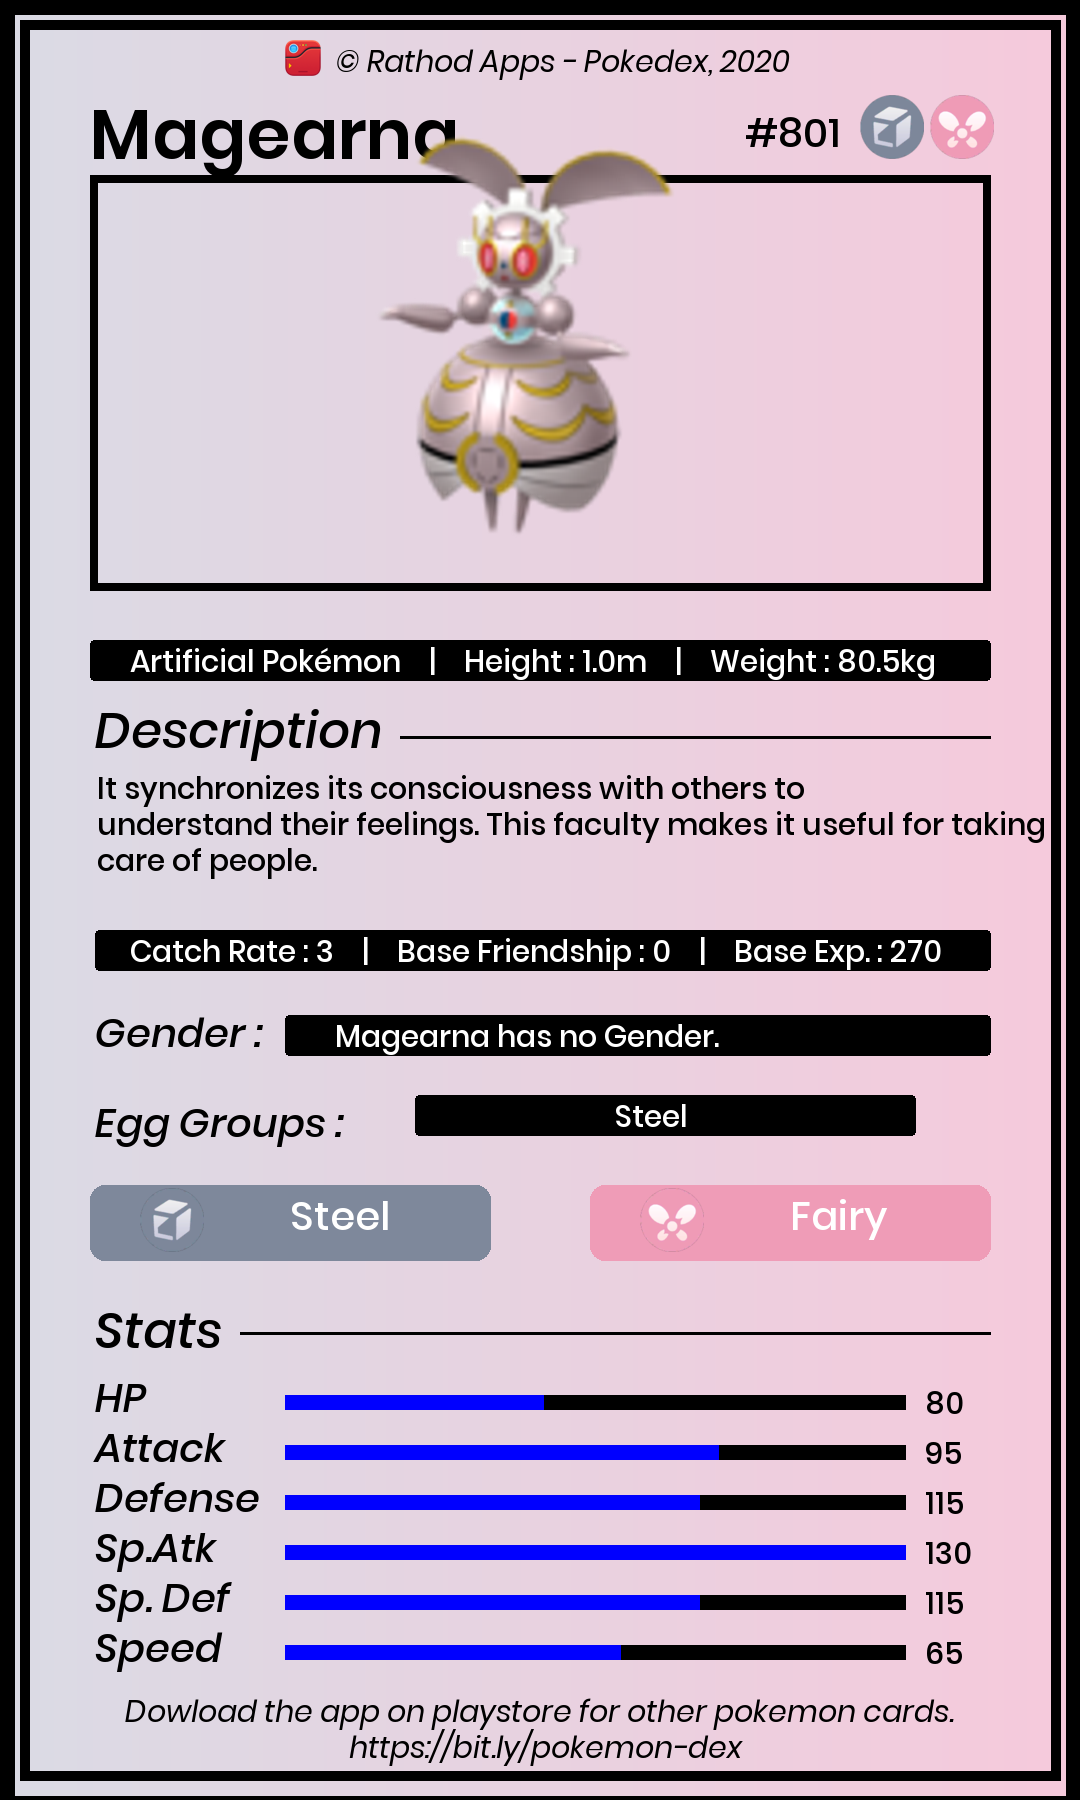 © Rathod Apps - Pokedex, 2020
Magearna
#801
Artificial Pokémon | Height : 1.0m | Weight : 80.5kg
Description
It synchronizes its consciousness with others to
understand their feelings. This faculty makes it useful for taking
care of people.
Catch Rate : 3 | Base Friendship : 0 | Base Exp. : 270
Gender : Magearna has no Gender.
Egg Groups : Steel
Steel Fairy
Stats
HP 80
Attack 95
Defense 115
Sp.Atk 130
Sp. Def 115
Speed 65
Dowload the app on playstore for other pokemon cards.
https://bit.ly/pokemon-dex